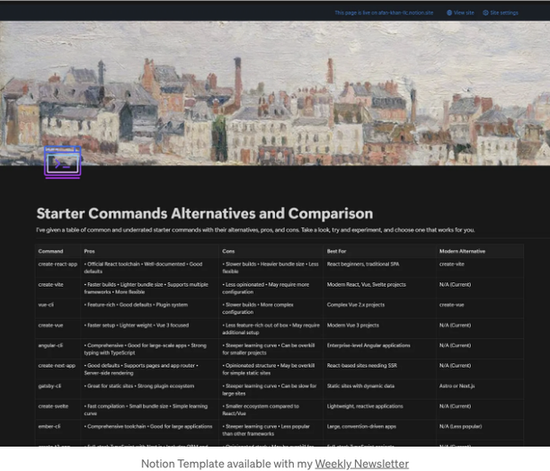 This page is live on
View site
Site settings
Starter Commands Alternatives and Comparison
I've given a table of common and underrated starter commands with their alternatives, pros, and cons. Take a look, try and experiment, and choose one that works for you.
Command Pros Cons Best For Modern Alternative
create-react-app • Official React toolchain • Well-documented • Good • Slower builds • Heavier bundle size • Less React beginners, traditional SPA create-vite
defaults flexible
create-vite • Faster builds • Lighter bundle size • Supports multiple • Less opinionated • May require more Modern React, Vue, Svelte projects N/A (Current)
frameworks • More flexible configuration
vue-cli • Feature-rich • Good defaults • Plugin system • Slower builds • More complex Complex Vue 2.x projects create-vue
configuration
create-vue • Faster setup • Lighter weight • Vue 3 focused • Less feature-rich out of box • May require Modern Vue 3 projects N/A (Current)
additional setup
angular-cli • Comprehensive • Good for large-scale apps • Strong • Steeper learning curve • Can be overkill Enterprise-level Angular applications N/A (Current)
typing with TypeScript for smaller projects
create-next-app • Good defaults • Supports pages and app router • • Opinionated structure • May be overkill React-based sites needing SSR N/A (Current)
Server-side rendering for simple static sites
gatsby-cli • Great for static sites • Strong plugin ecosystem • Steeper learning curve • Can be slow for Static sites with dynamic data Astro or Next.js
large sites
create-svelte • Fast compilation • Small bundle size • Simple learning • Smaller ecosystem compared to Lightweight, reactive applications N/A (Current)
curve React/Vue
ember-cli • Comprehensive toolchain • Good for large applications • Steeper learning curve • Less popular Large, convention-driven apps N/A (Less popular)
than other frameworks
Notion Template available with my Weekly Newsletter